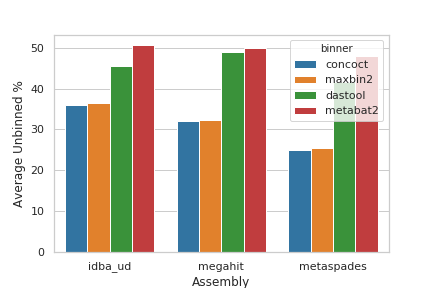 binner
concoct
maxbin2
dastool
metabat2
50
40
30
20
10
0
Average Unbinned %
idba_ud
megahit
metaspades
Assembly